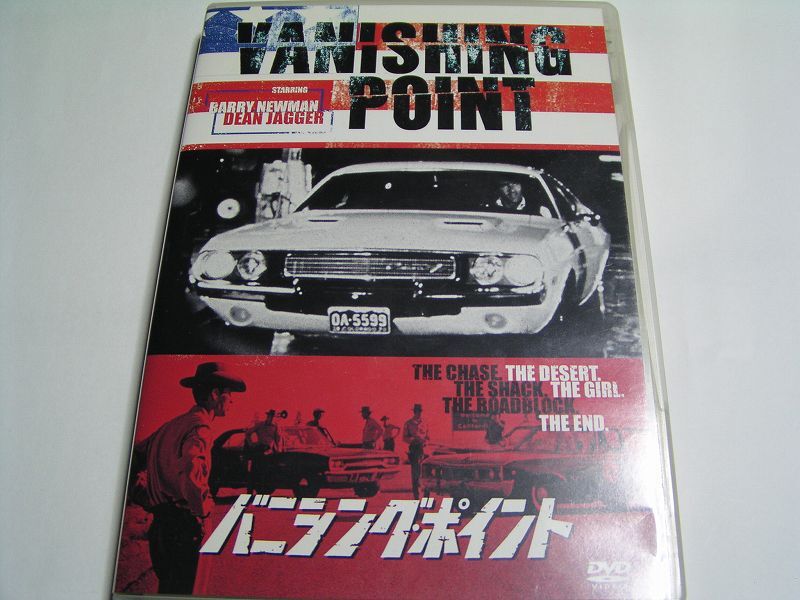 VANISHING
POINT
STARRING
BARRY NEWMAN
DEAN JAGGER
OA-5599
THE CHASE. THE DESERT.
THE SHACK. THE GIRL.
THE ROADBLOCK.
THE END.
バニシング・ポイント
DVD
VIDEO